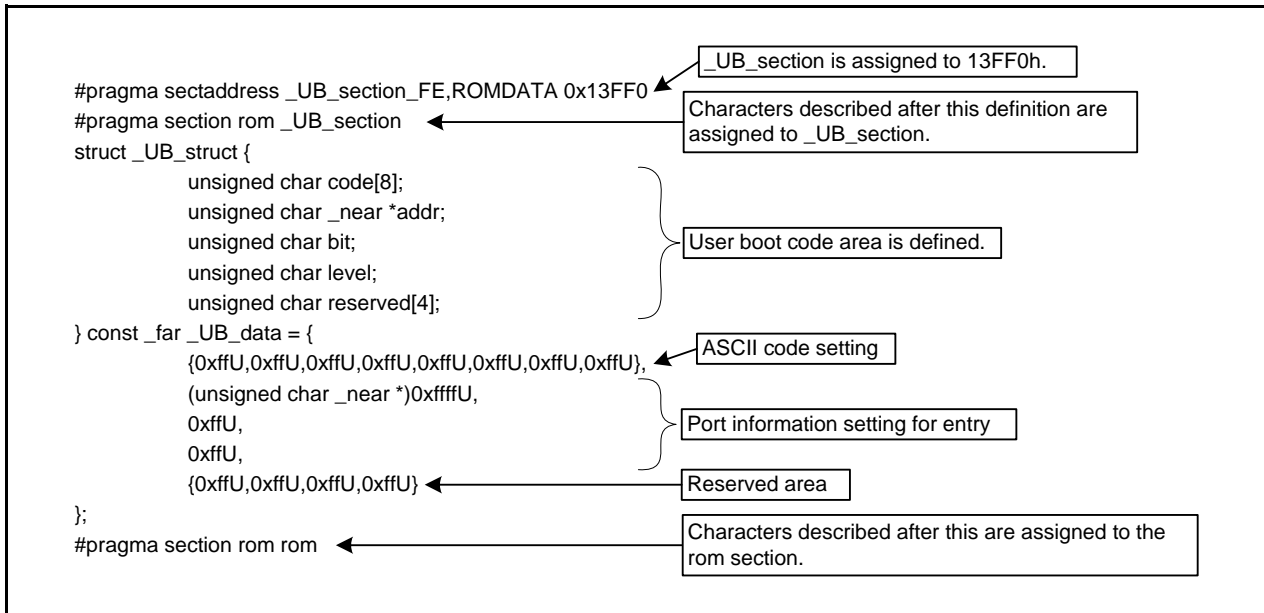 _UB_section is assigned to 13FF0h.
#pragma sectaddress _UB_section_FE,ROMDATA 0x13FF0
Characters described after this definition are
assigned to _UB_section.
#pragma section rom _UB_section
struct _UB_struct {
unsigned char code[8];
unsigned char _near *addr;
unsigned char bit;
User boot code area is defined.
unsigned char level;
unsigned char reserved[4];
} const _far _UB_data = {
ASCII code setting
{0xffU,0xffU,0xffU,0xffU,0xffU,0xffU,0xffU,0xffU},
(unsigned char _near *)0xffffU,
0xffU,
Port information setting for entry
0xffU,
{0xffU,0xffU,0xffU,0xffU}
Reserved area
};
#pragma section rom rom
Characters described after this are assigned to the
rom section.